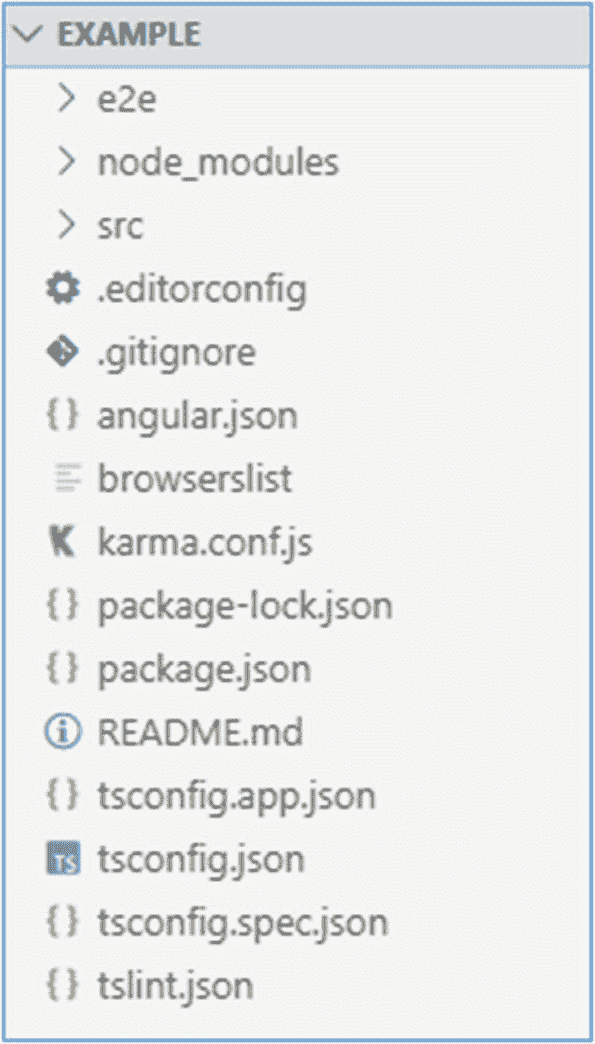 EXAMPLE
e2e
node_modules
src
.editorconfig
.gitignore
angular.json
browserslist
karma.conf.js
package-lock.json
package.json
README.md
tsconfig.app.json
tsconfig.json
tsconfig.spec.json
tslint.json